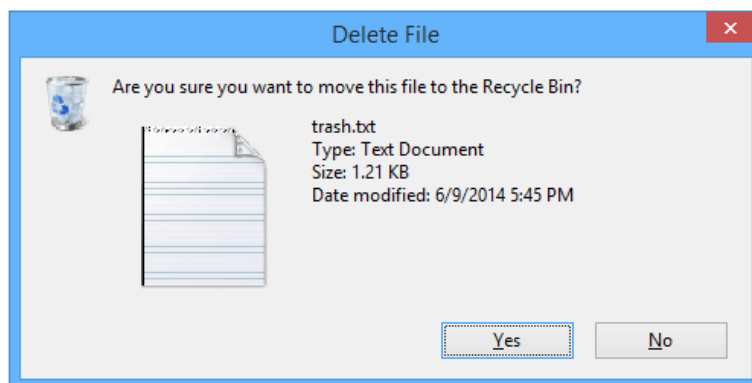 Delete File
Are you sure you want to move this file to the Recycle Bin?
trash.txt
Type: Text Document
Size: 1.21 KB
Date modified: 6/9/2014 5:45 PM
Yes
No